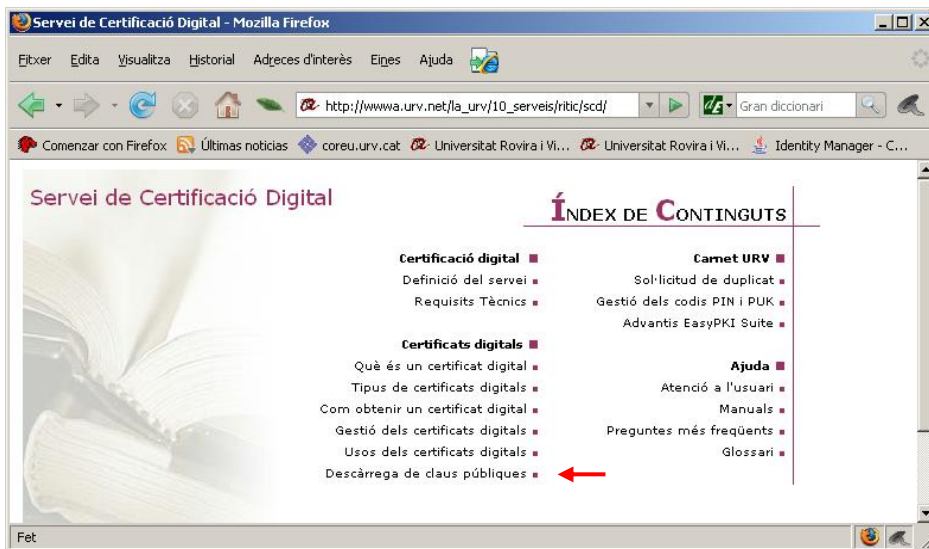 Servei de Certificació Digital - Mozilla Firefox
Fitxer Edita Visualitza Historial Adreces d'interès Eines Ajuda
http://wwwa.urv.net/la_urv/10_serveis/ritic/scd/ Gran diccionari
Comenzar con Firefox Últimas noticias coreu.urv.cat Universitat Rovira i Vi... Universitat Rovira i Vi... Identity Manager - C...
Servei de Certificació Digital
ÍNDEX DE CONTINGUTS
Certificació digital
Definició del servei
Requisits Tècnics
Certificats digitals
Què és un certificat digital
Tipus de certificats digitals
Com obtenir un certificat digital
Gestió dels certificats digitals
Usos dels certificats digitals
Descàrrega de claus públiques
Carnet URV
Sol·licitud de duplicat
Gestió dels codis PIN i PUK
Advantis EasyPKI Suite
Ajuda
Atenció a l'usuari
Manuals
Preguntes més freqüents
Glossari
Fet